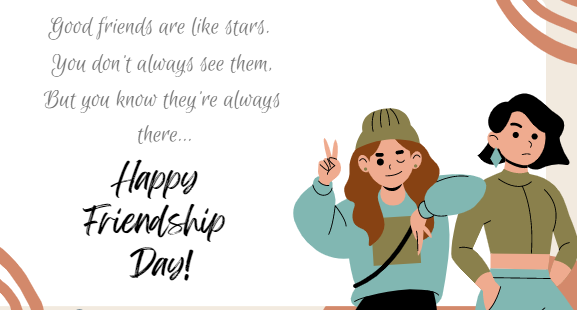 Good friends are like stars.
You don't always see them,
But you know they're always
there...
Happy
Friendship
Day!